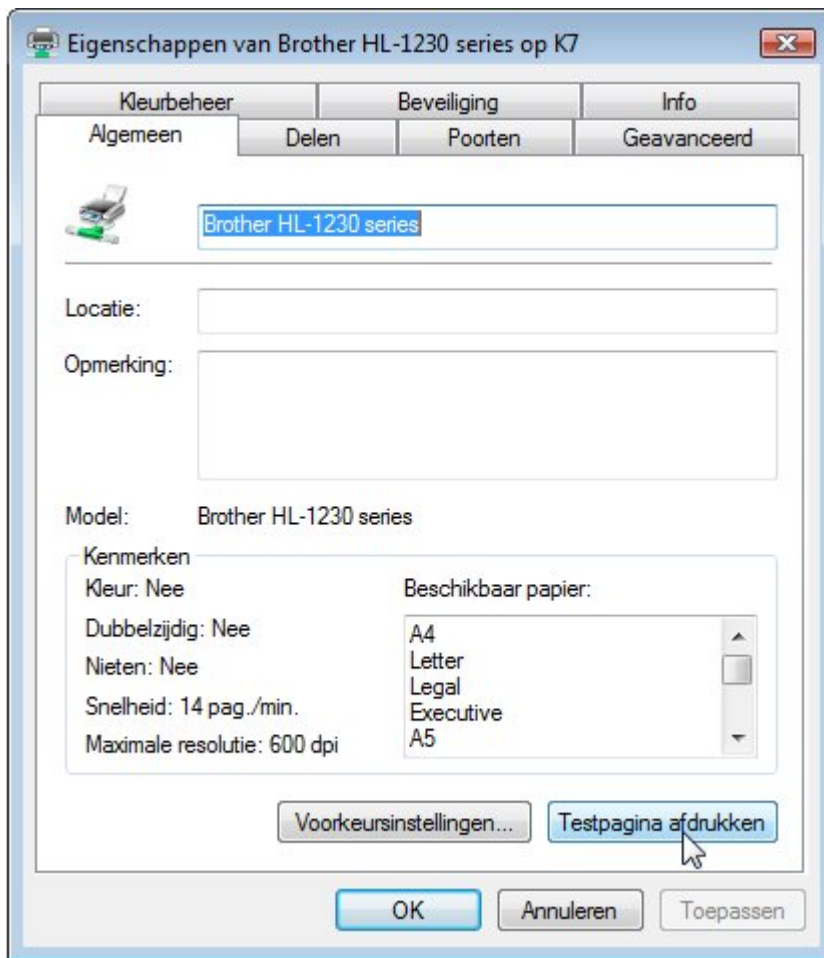 Eigenschappen van Brother HL-1230 series op K7
Kleurbeheer Beveiliging Info
Algemeen Delen Poorten Geavanceerd
Brother HL-1230 series
Locatie:
Opmerking:
Model: Brother HL-1230 series
Kenmerken
Kleur: Nee Beschikbaar papier:
Dubbelzijdig: Nee A4
Nieten: Nee Letter
Legal
Snelheid: 14 pag./min. Executive
Maximale resolutie: 600 dpi A5
Voorkeursinstellingen... Testpagina afdrukken
OK Annuleren Toepassen